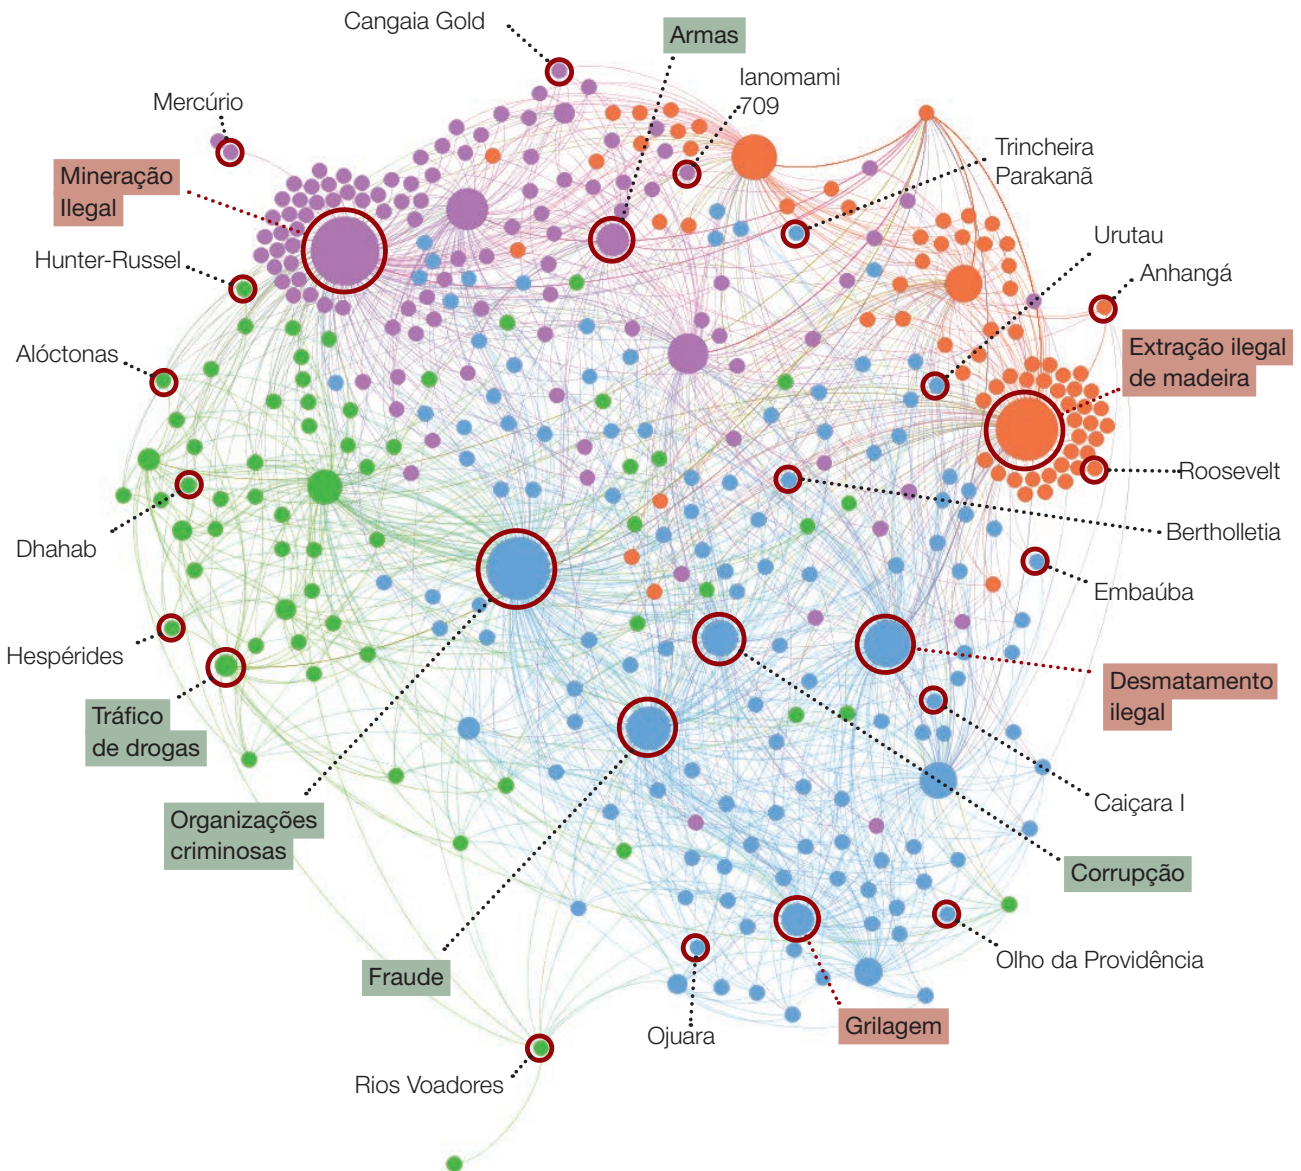 Cangaia Gold
Armas
Ianomami
709
Mercúrio
Trincheira
Parakanã
Mineração
Ilegal
Urutau
Hunter-Russel
Anhangá
Alóctonas
Extração ilegal
de madeira
Roosevelt
Dhahab
Bertholletia
Embaúba
Hespérides
Desmatamento
ilegal
Tráfico
de drogas
Caiçara I
Organizações
criminosas
Corrupção
Fraude
Olho da Providência
Ojuara
Grilagem
Rios Voadores